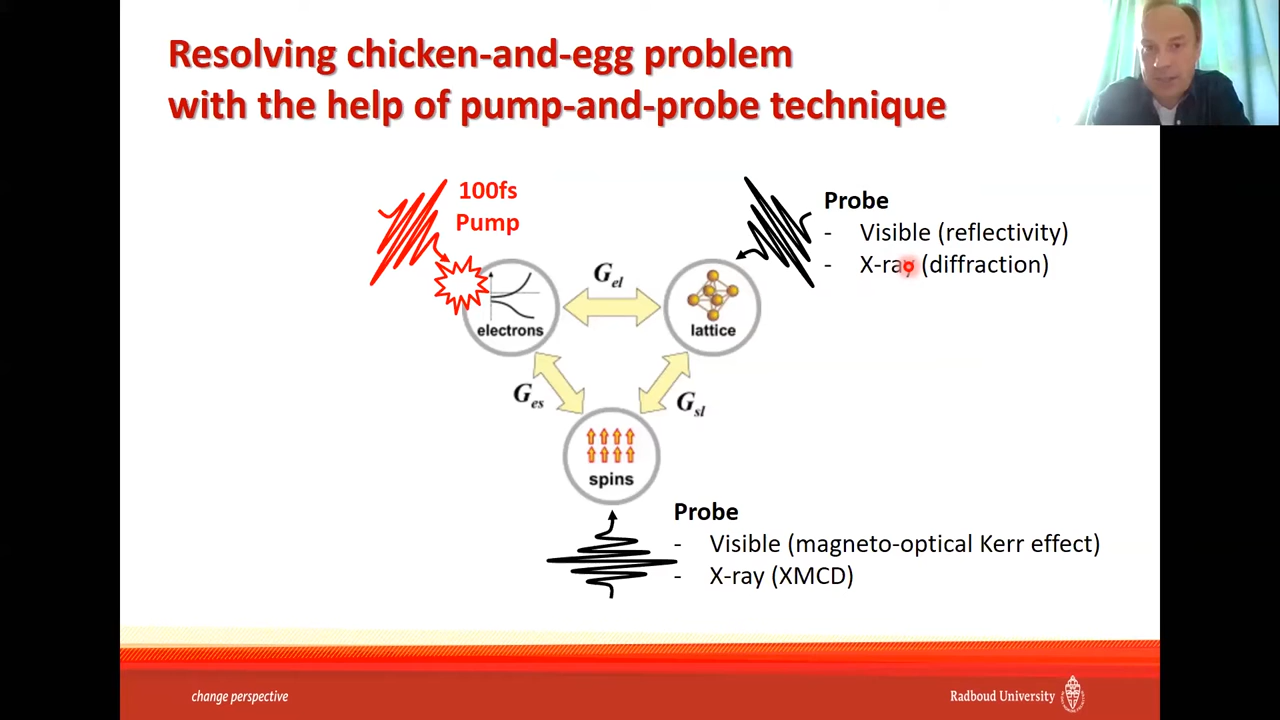 Resolving chicken-and-egg problem
with the help of pump-and-probe technique
100fs
Pump
Probe
- Visible (reflectivity)
- X-ray (diffraction)
G el
electrons
lattice
G es
G sl
spins
Probe
- Visible (magneto-optical Kerr effect)
- X-ray (XMCD)
change perspective
Radboud University